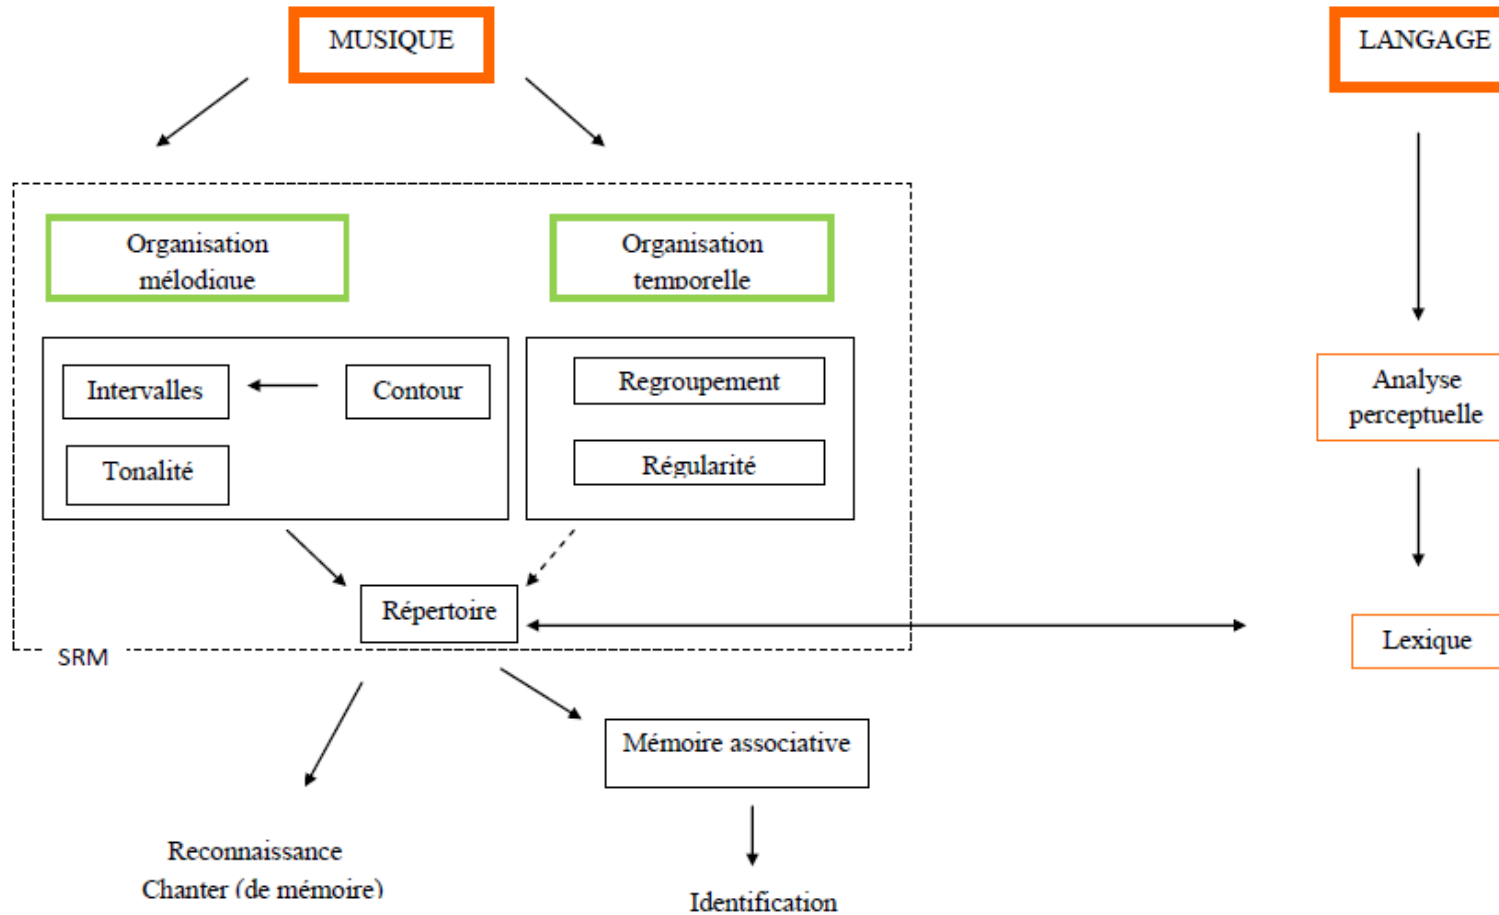 MUSIQUE
LANGAGE
Organisation
mélodique
Organisation
temporelle
Intervalles
Contour
Tonalité
Regroupement
Régularité
Analyse
perceptuelle
Répertoire
Lexique
SRM
Mémoire associative
Reconnaissance
Chanter (de mémoire)
Identification